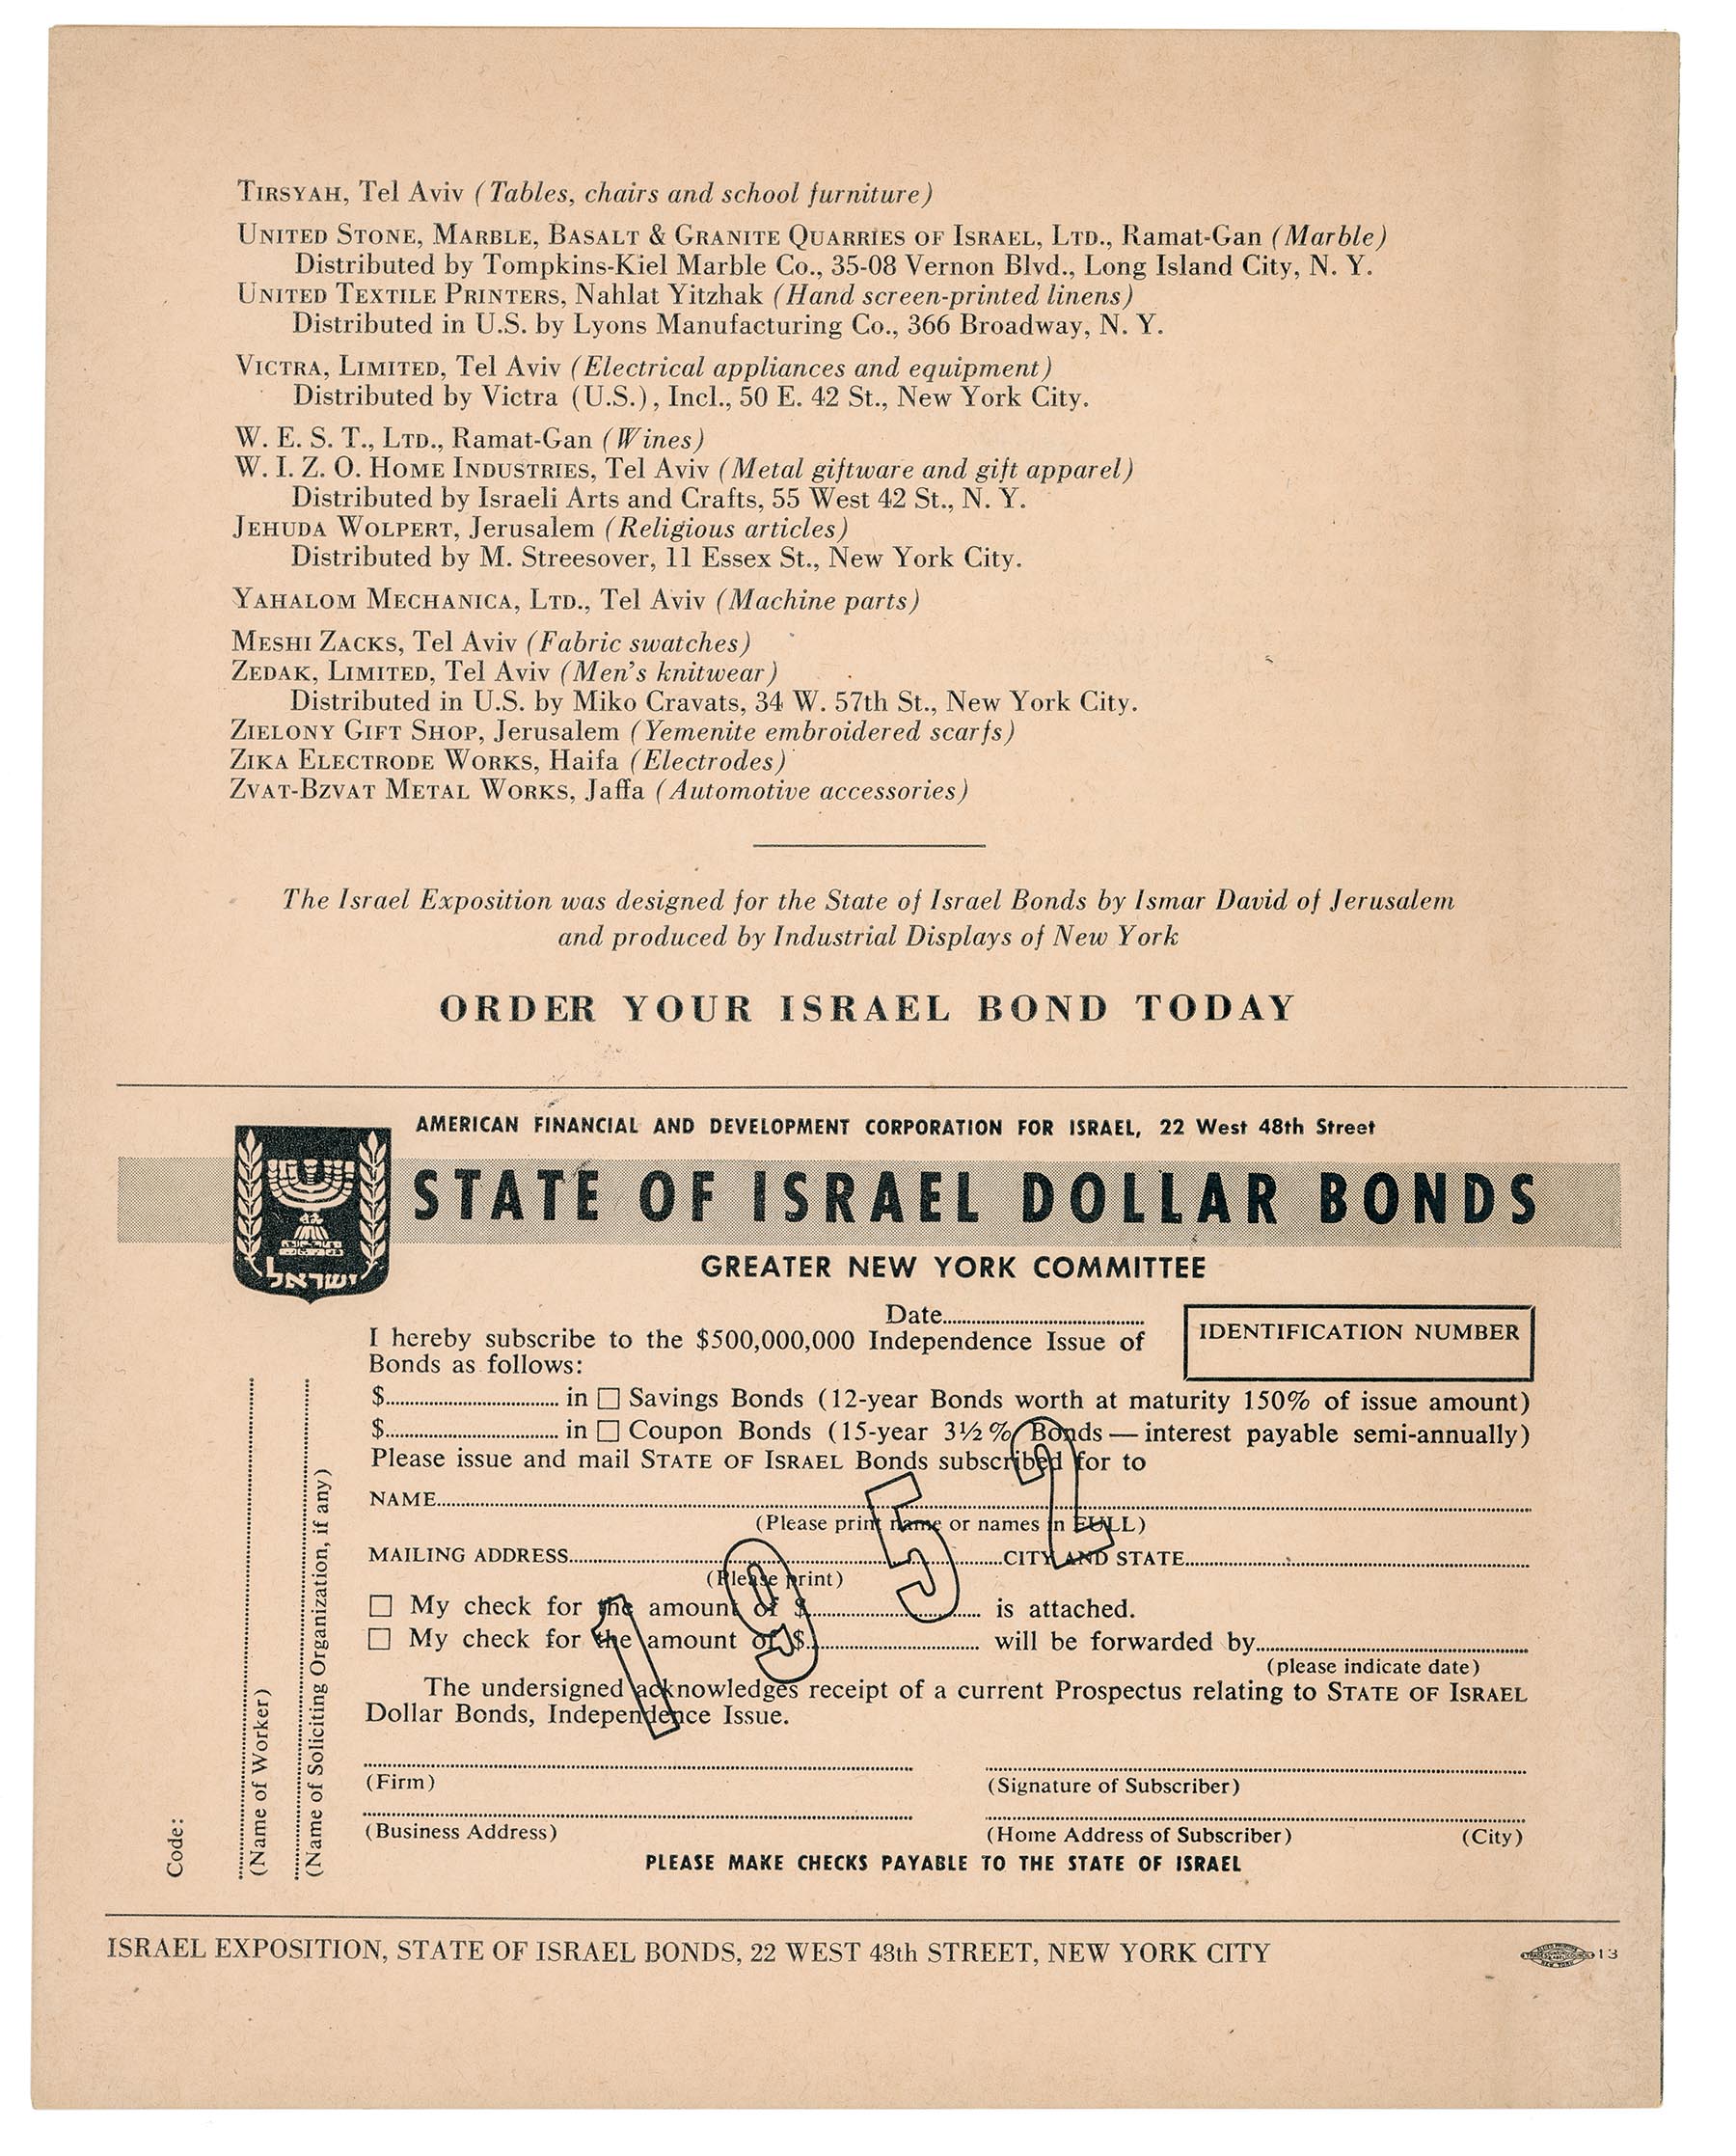 TIRSYAH, Tel Aviv (Tables, chairs and school furniture)
UNITED STONE, MARBLE, BASALT & GRANITE QUARRIES OF ISRAEL, LTD., Ramat-Gan (Marble)
Distributed by Tompkins-Kiel Marble Co., 35-08 Vernon Blvd., Long Island City, N. Y.
UNITED TEXTILE PRINTERS, Nahlat Yitzhak (Hand screen-printed linens)
Distributed in U.S. by Lyons Manufacturing Co., 366 Broadway, N. Y.
VICTRA, LIMITED, Tel Aviv (Electrical appliances and equipment)
Distributed by Victra (U.S.), Incl., 50 E. 42 St., New York City.
W. E. S. T., LTD., Ramat-Gan (Wines)
W. I. Z. O. HOME INDUSTRIES, Tel Aviv (Metal giftware and gift apparel)
Distributed by Israeli Arts and Crafts, 55 West 42 St., N. Y.
JEHUDA WOLPERT, Jerusalem (Religious articles)
Distributed by M. Streesover, 11 Essex St., New York City.
YAHALOM MECHANICA, LTD., Tel Aviv (Machine parts)
MESHI ZACKS, Tel Aviv (Fabric swatches)
ZEDAK, LIMITED, Tel Aviv (Men's knitwear)
Distributed in U.S. by Miko Cravats, 34 W. 57th St., New York City.
ZIELONY GIFT SHOP, Jerusalem (Yemenite embroidered scarfs)
ZIKA ELECTRODE WORKS, Haifa (Electrodes)
ZVAT-BZVAT METAL WORKS, Jaffa (Automotive accessories)
The Israel Exposition was designed for the State of Israel Bonds by Ismar David of Jerusalem
and produced by Industrial Displays of New York
ORDER YOUR ISRAEL BOND TODAY
AMERICAN FINANCIAL AND DEVELOPMENT CORPORATION FOR ISRAEL, 22 West 48th Street
STATE OF ISRAEL DOLLAR BONDS
ישראל
GREATER NEW YORK COMMITTEE
Date
IDENTIFICATION NUMBER
I hereby subscribe to the $500,000,000 Independence Issue of
Bonds as follows:
$ in □ Savings Bonds (12-year Bonds worth at maturity 150% of issue amount)
$ in □ Coupon Bonds (15-year 3½% Bonds — interest payable semi-annually)
Please issue and mail STATE OF ISRAEL Bonds subscribed for to
NAME
(Please print name or names in FULL)
MAILING ADDRESS CITY AND STATE
(Please print)
□ My check for the amount of $ is attached.
□ My check for the amount of $ will be forwarded by
(please indicate date)
The undersigned acknowledges receipt of a current Prospectus relating to STATE OF ISRAEL
Dollar Bonds, Independence Issue.
1952
(Firm) (Signature of Subscriber)
(Business Address) (Home Address of Subscriber) (City)
PLEASE MAKE CHECKS PAYABLE TO THE STATE OF ISRAEL
Code:
(Name of Worker)
(Name of Soliciting Organization, if any)
ISRAEL EXPOSITION, STATE OF ISRAEL BONDS, 22 WEST 48th STREET, NEW YORK CITY
13